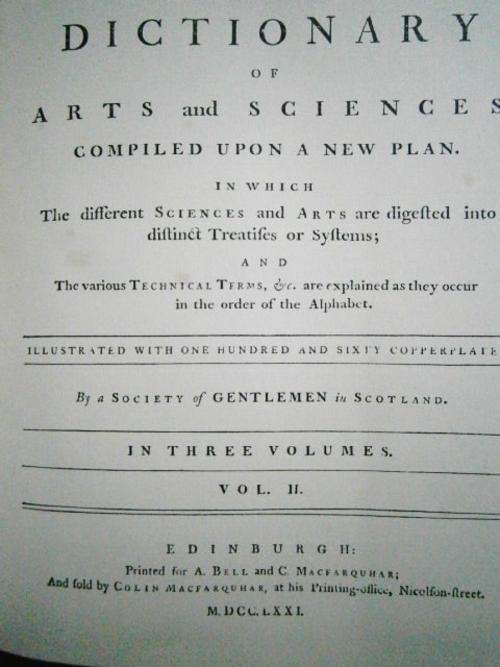 DICTIONARY
OF
ARTS and SCIENCES
COMPILED UPON A NEW PLAN.
IN WHICH
The different SCIENCES and ARTS are digeſted into
diſtinct Treatiſes or Syſtems;
AND
The various TECHNICAL TERMS, &c. are explained as they occur
in the order of the Alphabet.
ILLUSTRATED WITH ONE HUNDRED AND SIXTY COPPERPLATE
By a SOCIETY of GENTLEMEN in SCOTLAND.
IN THREE VOLUMES.
VOL. II.
EDINBURGH:
Printed for A. BELL and C. MACFARQUHAR;
And ſold by COLIN MACFARQUHAR, at his Printing-office, Nicolſon-ſtreet.
M.DCC.LXXI.